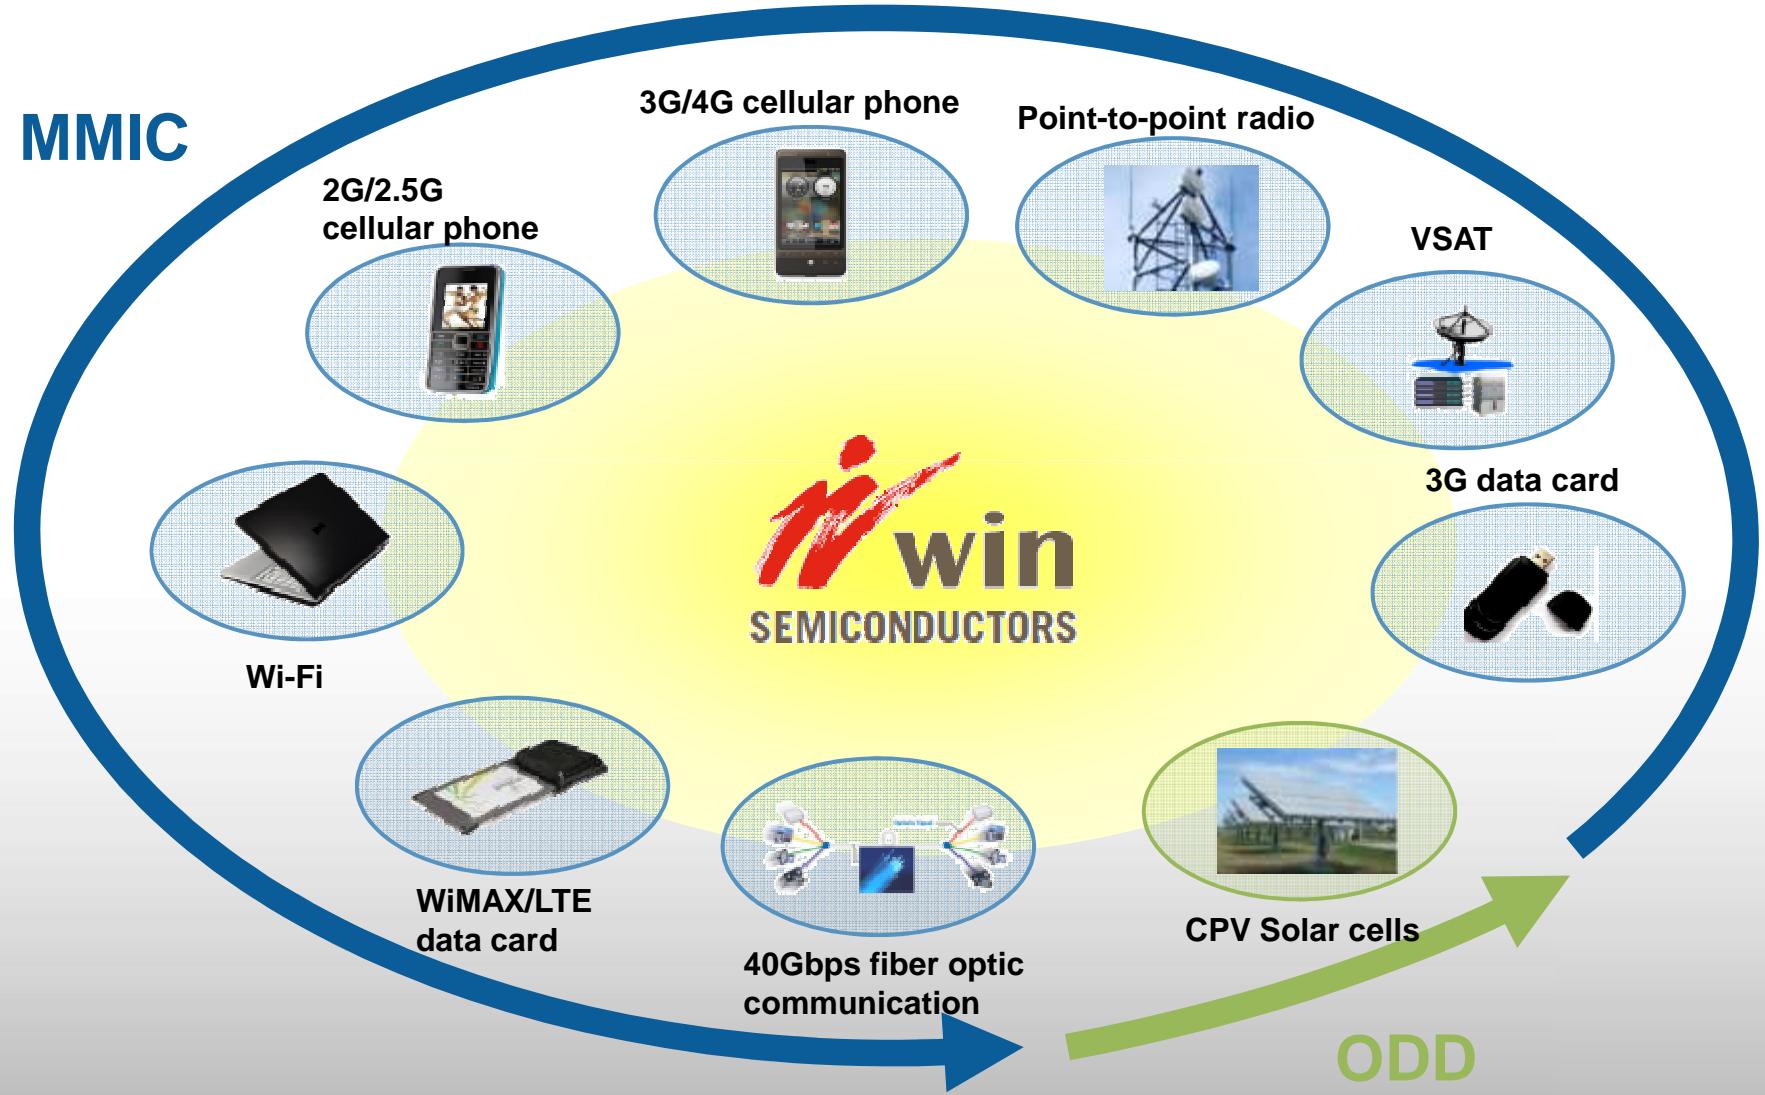 MMIC
3G/4G cellular phone
Point-to-point radio
2G/2.5G
cellular phone
VSAT
3G data card
win
SEMICONDUCTORS
Wi-Fi
WiMAX/LTE
data card
CPV Solar cells
40Gbps fiber optic
communication
ODD